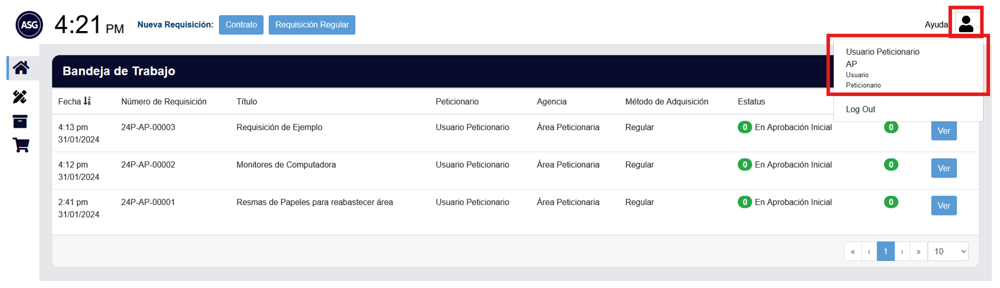 ASG 4:21 PM Nueva Requisición: Contrato Requisición Regular Ayuda
Usuario Peticionario
AP
Usuario
Peticionario
Log Out
Bandeja de Trabajo
Fecha Número de Requisición Título Peticionario Agencia Método de Adquisición Estatus
4:13 pm 24P-AP-00003 Requisición de Ejemplo Usuario Peticionario Área Peticionaria Regular 0 En Aprobación Inicial 0 Ver
31/01/2024
4:12 pm 24P-AP-00002 Monitores de Computadora Usuario Peticionario Área Peticionaria Regular 0 En Aprobación Inicial 0 Ver
31/01/2024
2:41 pm 24P-AP-00001 Resmas de Papeles para reabastecer área Usuario Peticionario Área Peticionaria Regular 0 En Aprobación Inicial 0 Ver
31/01/2024
« ‹ 1 › » 10